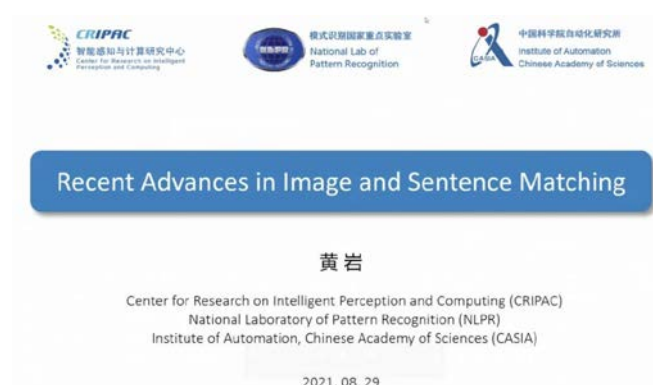 CRIPAC
智能感知与计算研究中心
Center for Research on Intelligent
Perception and Computing
NLPR
模式识别国家重点实验室
National Lab of
Pattern Recognition
CASIA
中国科学院自动化研究所
Institute of Automation
Chinese Academy of Sciences
Recent Advances in Image and Sentence Matching
黄岩
Center for Research on Intelligent Perception and Computing (CRIPAC)
National Laboratory of Pattern Recognition (NLPR)
Institute of Automation, Chinese Academy of Sciences (CASIA)
2021. 08. 29